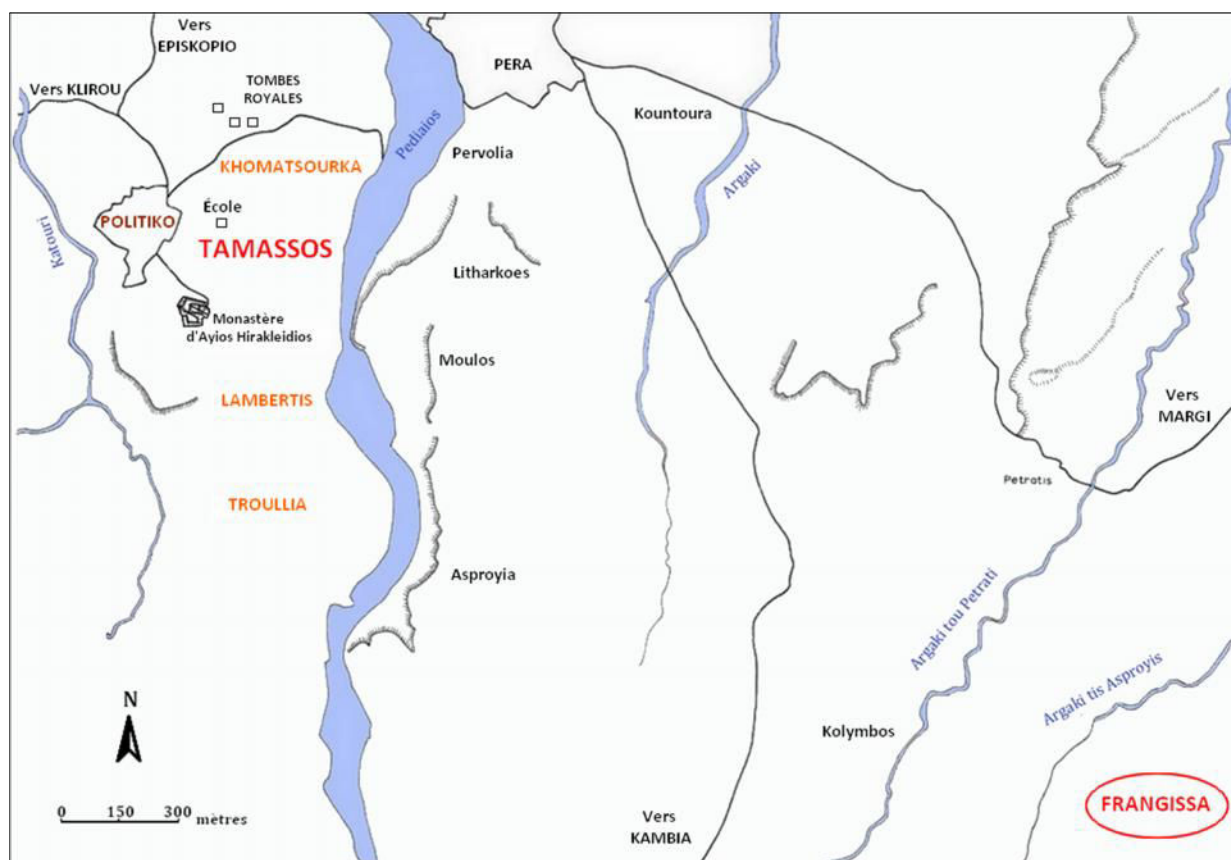 Vers
EPISKOPIO
Vers KLIROU
TOMBES
ROYALES
PERA
Kountoura
Pediaios
Argaki
KHOMATSOURKA
Pervolia
École
POLITIKO
Katouri
TAMASSOS
Litharkoes
Monastère
d'Ayios Hirakleidios
Moulos
LAMBERTIS
Vers
MARGI
TROULLIA
Petratis
Asproyia
Argaki tou Petrati
Argaki tis Asproyis
N
Kolymbos
0 150 300 mètres
Vers
KAMBIA
FRANGISSA